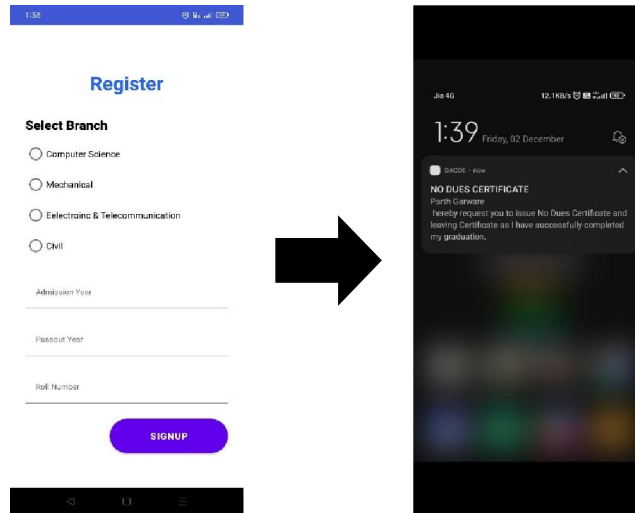 1:38
Register
Select Branch
Computer Science
Mechanical
Eelectroinc & Telecommunication
Civil
Admission Year
Passout Year
Roll Number
SIGNUP
Jio 4G 12.1KB/s
1:39 Friday, 02 December
DACOE - now
NO DUES CERTIFICATE
Parth Garware
hereby request you to issue No Dues Certificate and
leaving Certificate as I have successfully completed
my graduation.